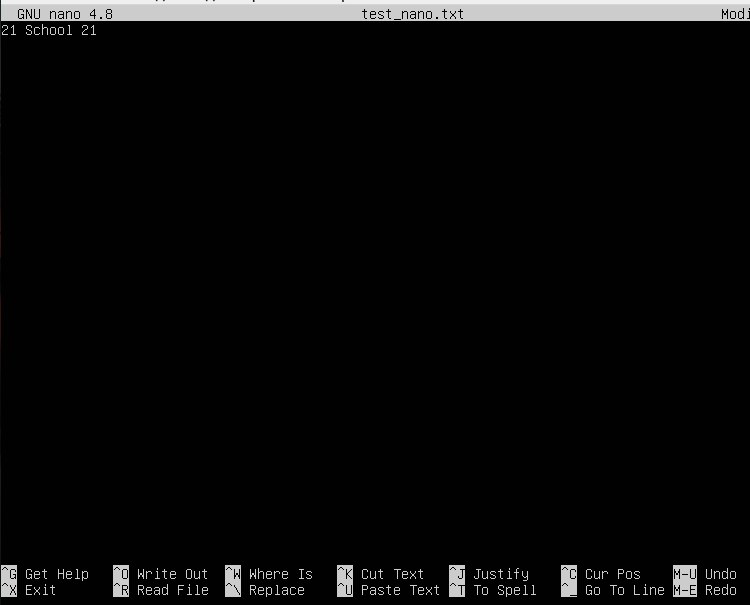 GNU nano 4.8 test_nano.txt Modi
21 School 21
^G Get Help ^O Write Out ^W Where Is ^K Cut Text ^J Justify ^C Cur Pos M-U Undo
^X Exit ^R Read File ^\ Replace ^U Paste Text ^T To Spell ^_ Go To Line M-E Redo